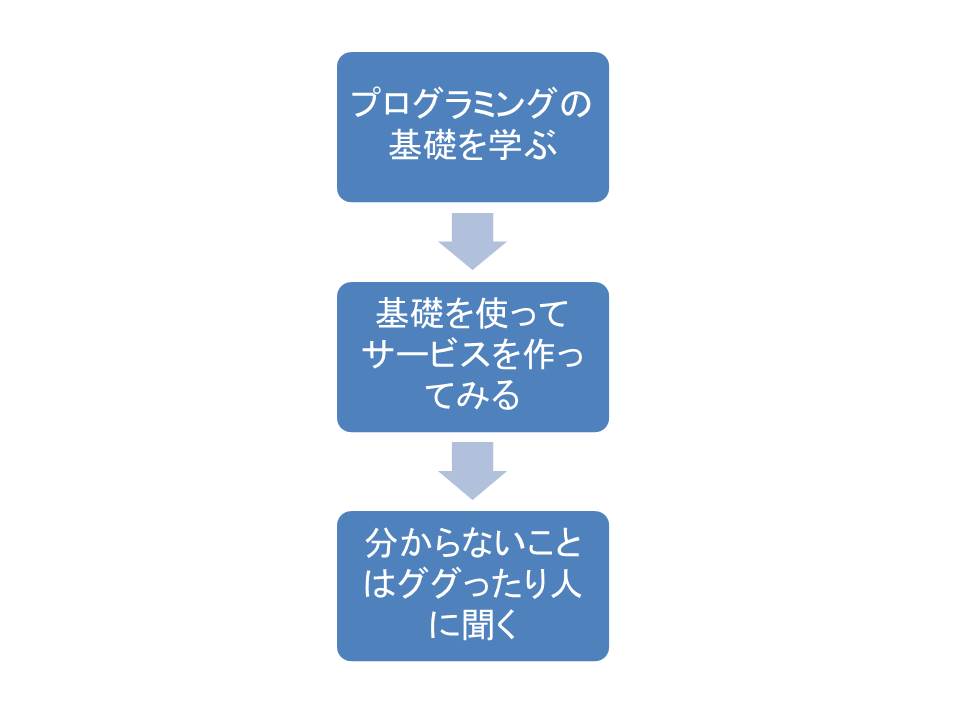 プログラミングの
基礎を学ぶ
基礎を使って
サービスを作っ
てみる
分からないこと
はググったり人
に聞く